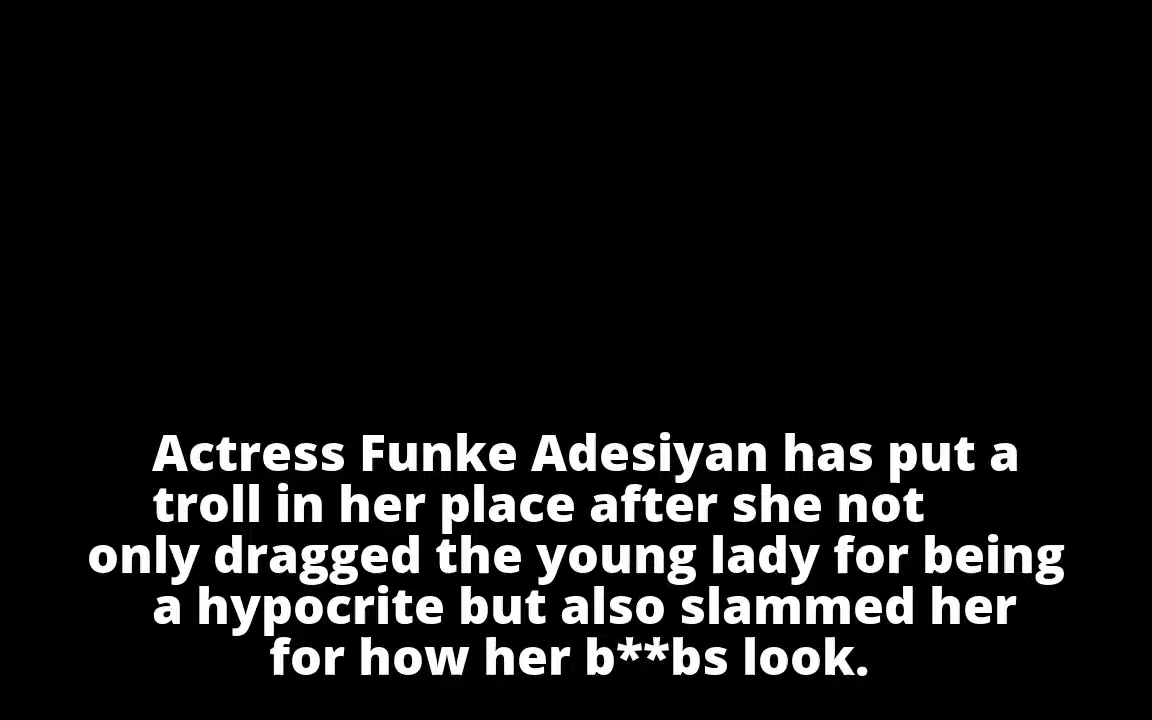 Actress Funke Adesiyan has put a
troll in her place after she not
only dragged the young lady for being
a hypocrite but also slammed her
for how her b**bs look.